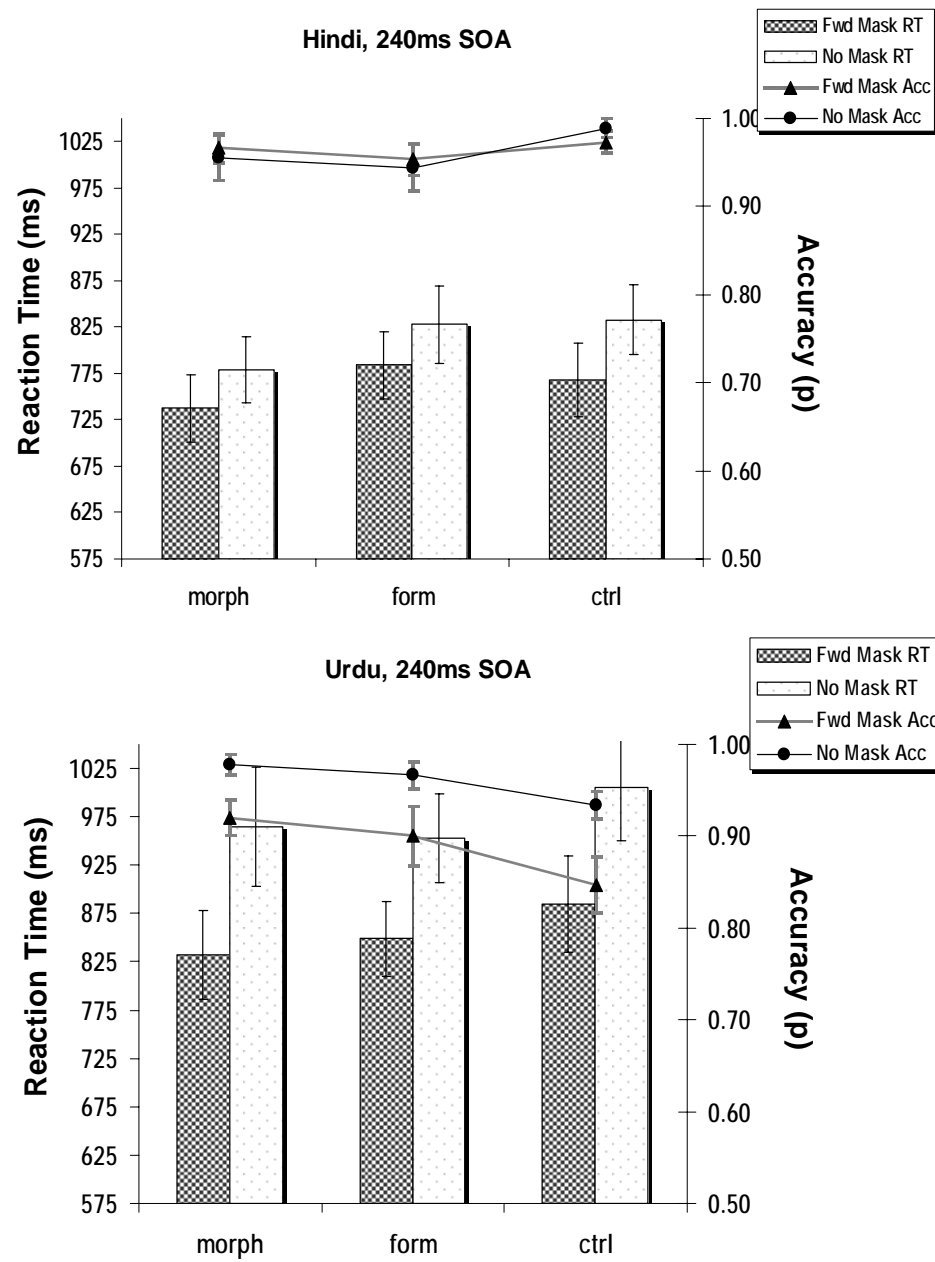 Hindi, 240ms SOA
Fwd Mask RT
No Mask RT
Fwd Mask Acc
No Mask Acc
Reaction Time (ms)
1025
975
925
875
825
775
725
675
625
575
1.00
0.90
0.80
0.70
0.60
0.50
Accuracy (p)
morph form ctrl
Urdu, 240ms SOA
Fwd Mask RT
No Mask RT
Fwd Mask Acc
No Mask Acc
Reaction Time (ms)
1025
975
925
875
825
775
725
675
625
575
1.00
0.90
0.80
0.70
0.60
0.50
Accuracy (p)
morph form ctrl